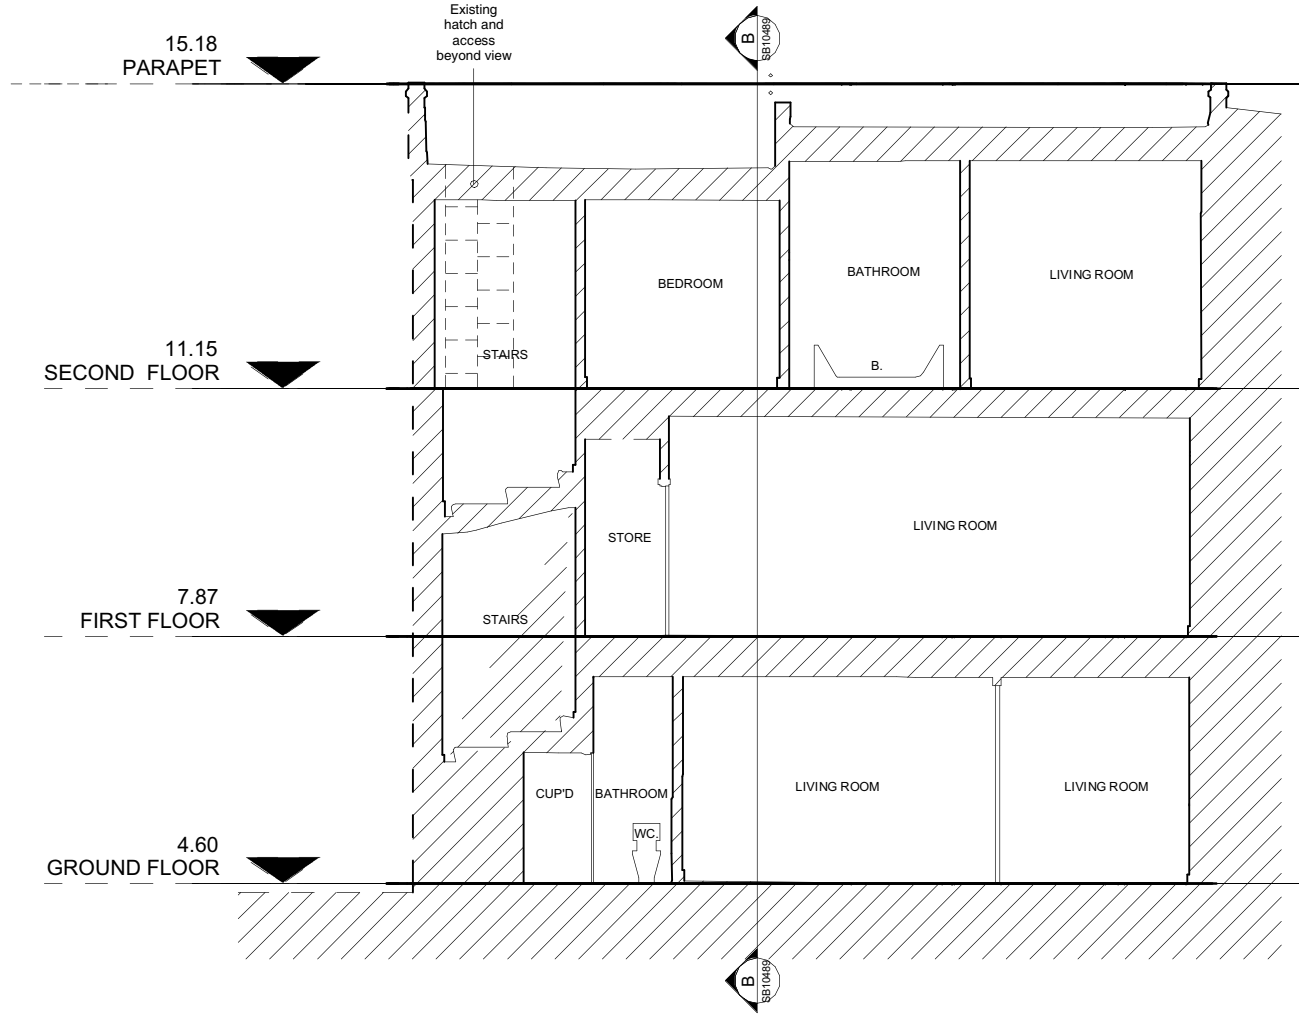 Existing
hatch and
access
beyond view
B
SB10489
15.18
PARAPET
BEDROOM
BATHROOM
LIVING ROOM
STAIRS
B.
11.15
SECOND FLOOR
LIVING ROOM
STORE
STAIRS
7.87
FIRST FLOOR
CUP'D
BATHROOM
LIVING ROOM
LIVING ROOM
WC.
4.60
GROUND FLOOR
B
SB10489